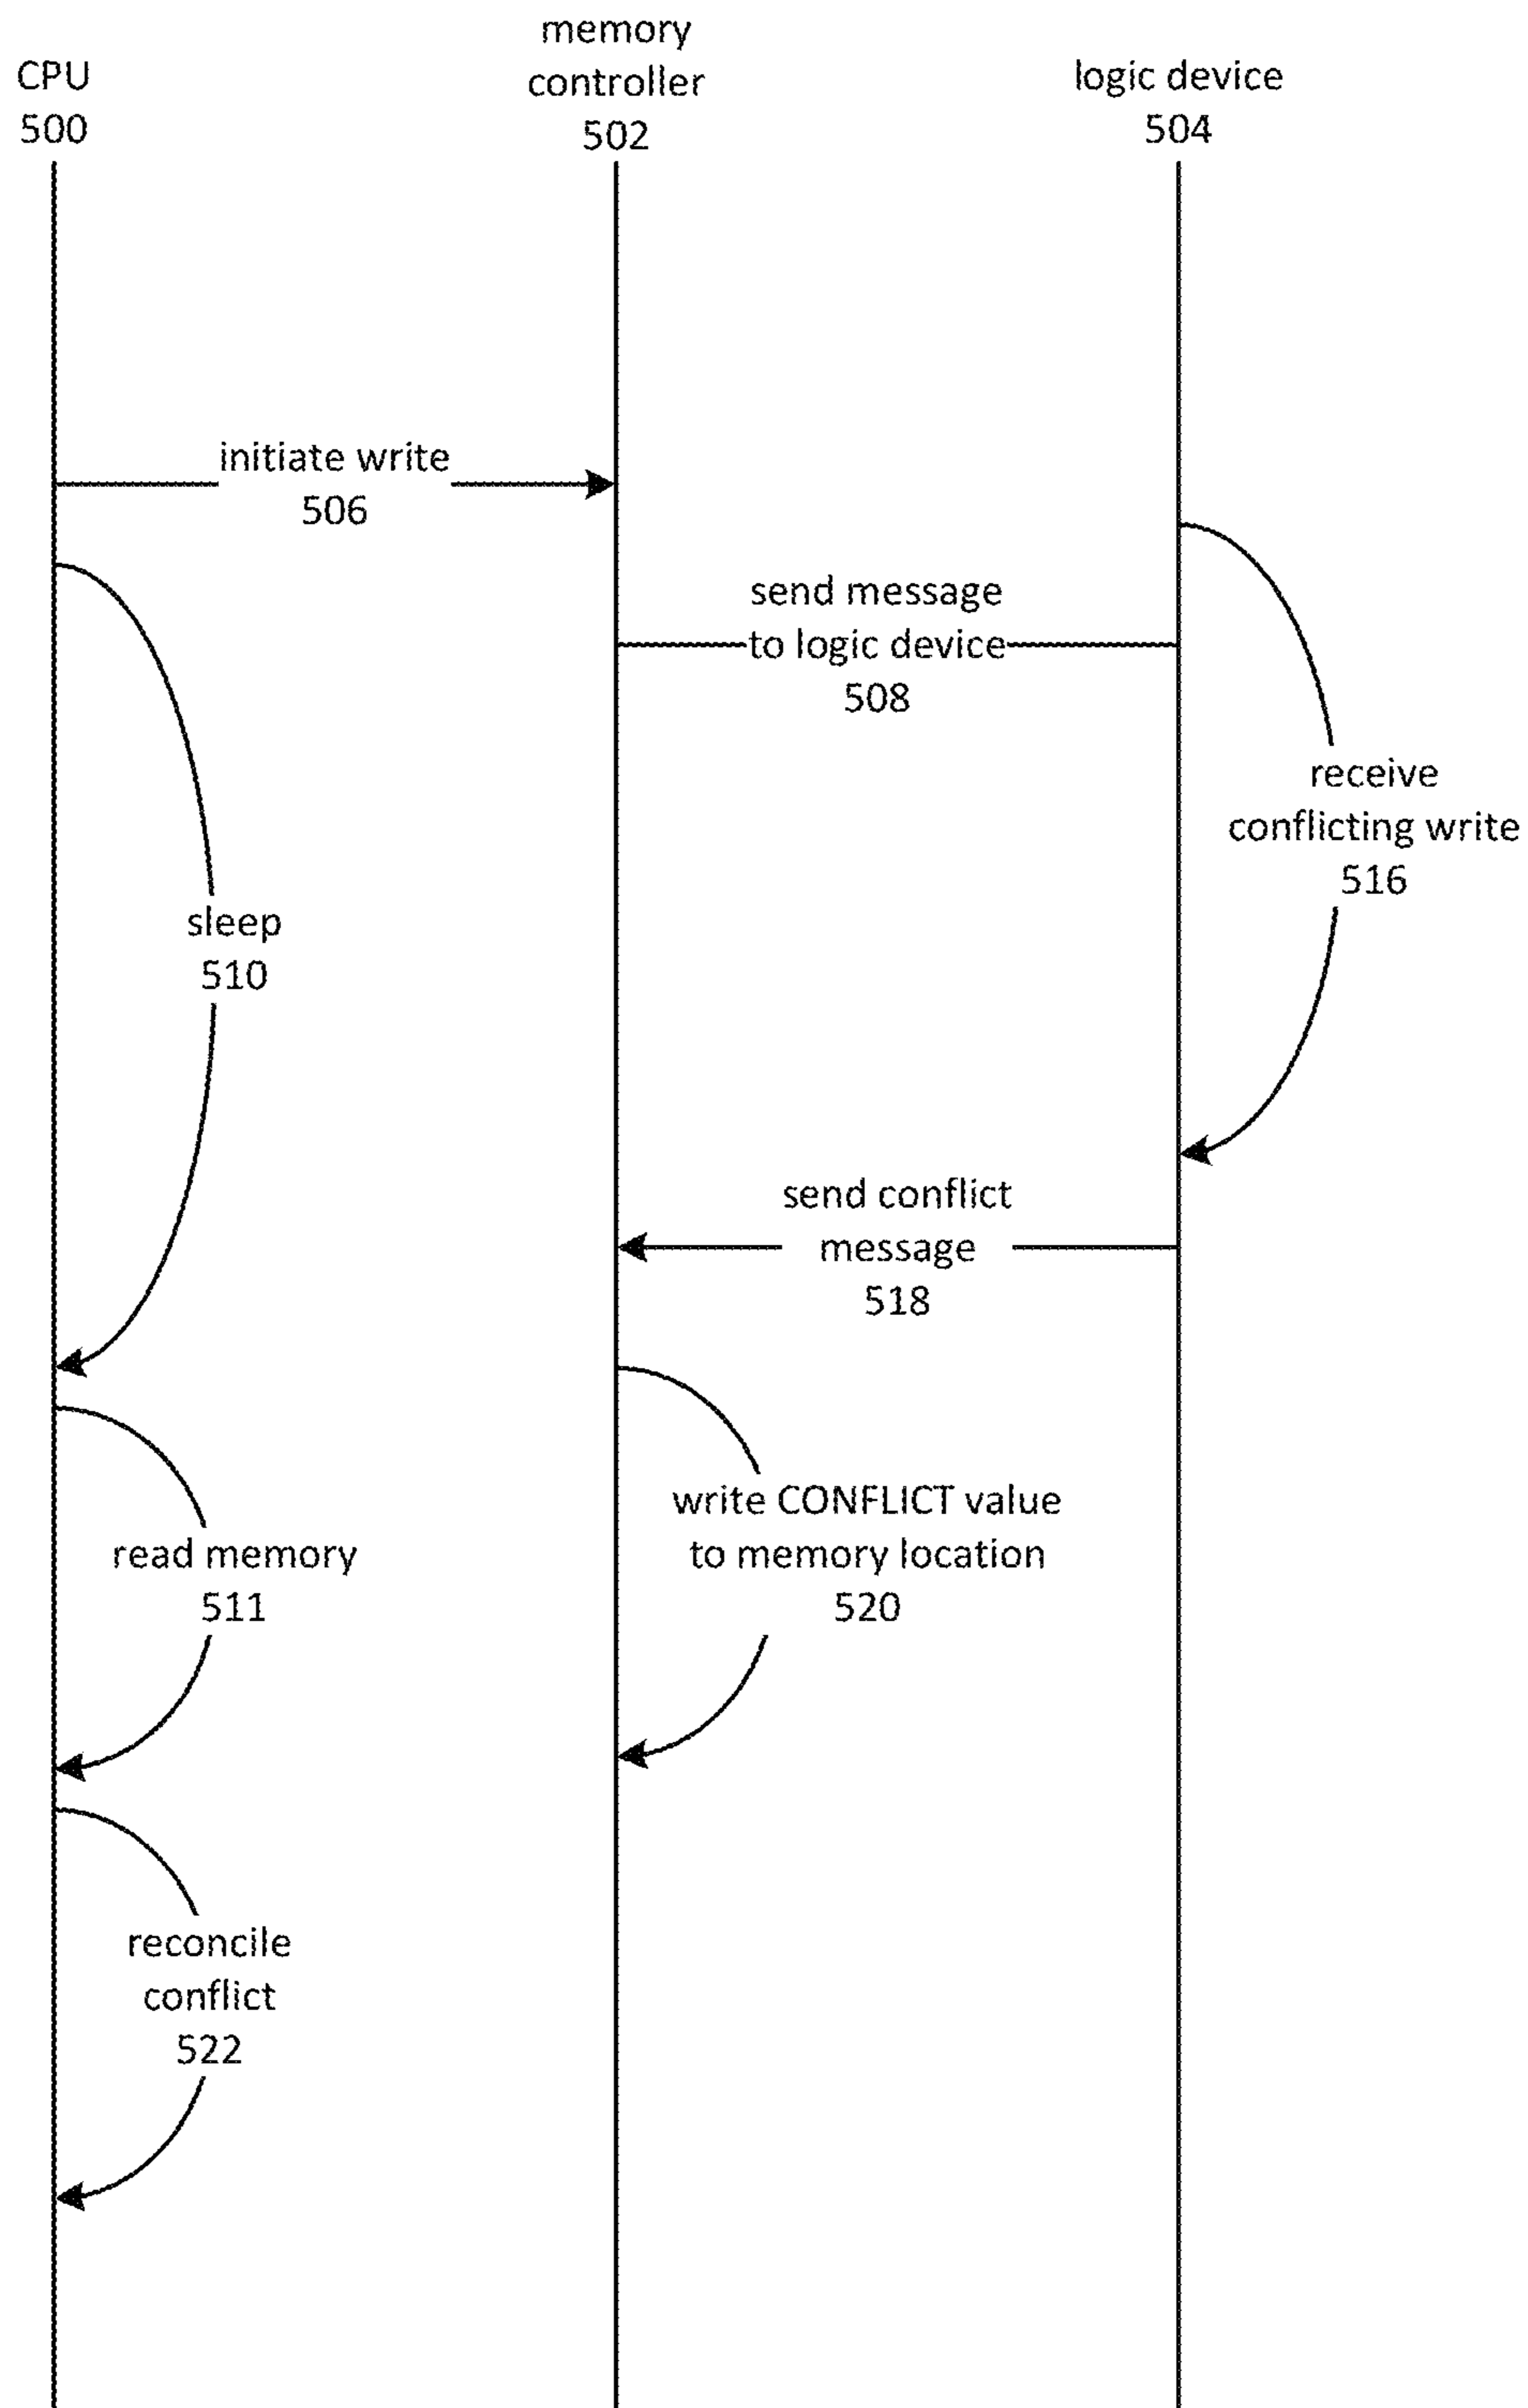 CPU
500
memory
controller
502
logic device
504
initiate write
506
send message
to logic device
508
receive
conflicting write
516
sleep
510
send conflict
message
518
write CONFLICT value
to memory location
520
read memory
511
reconcile
conflict
522